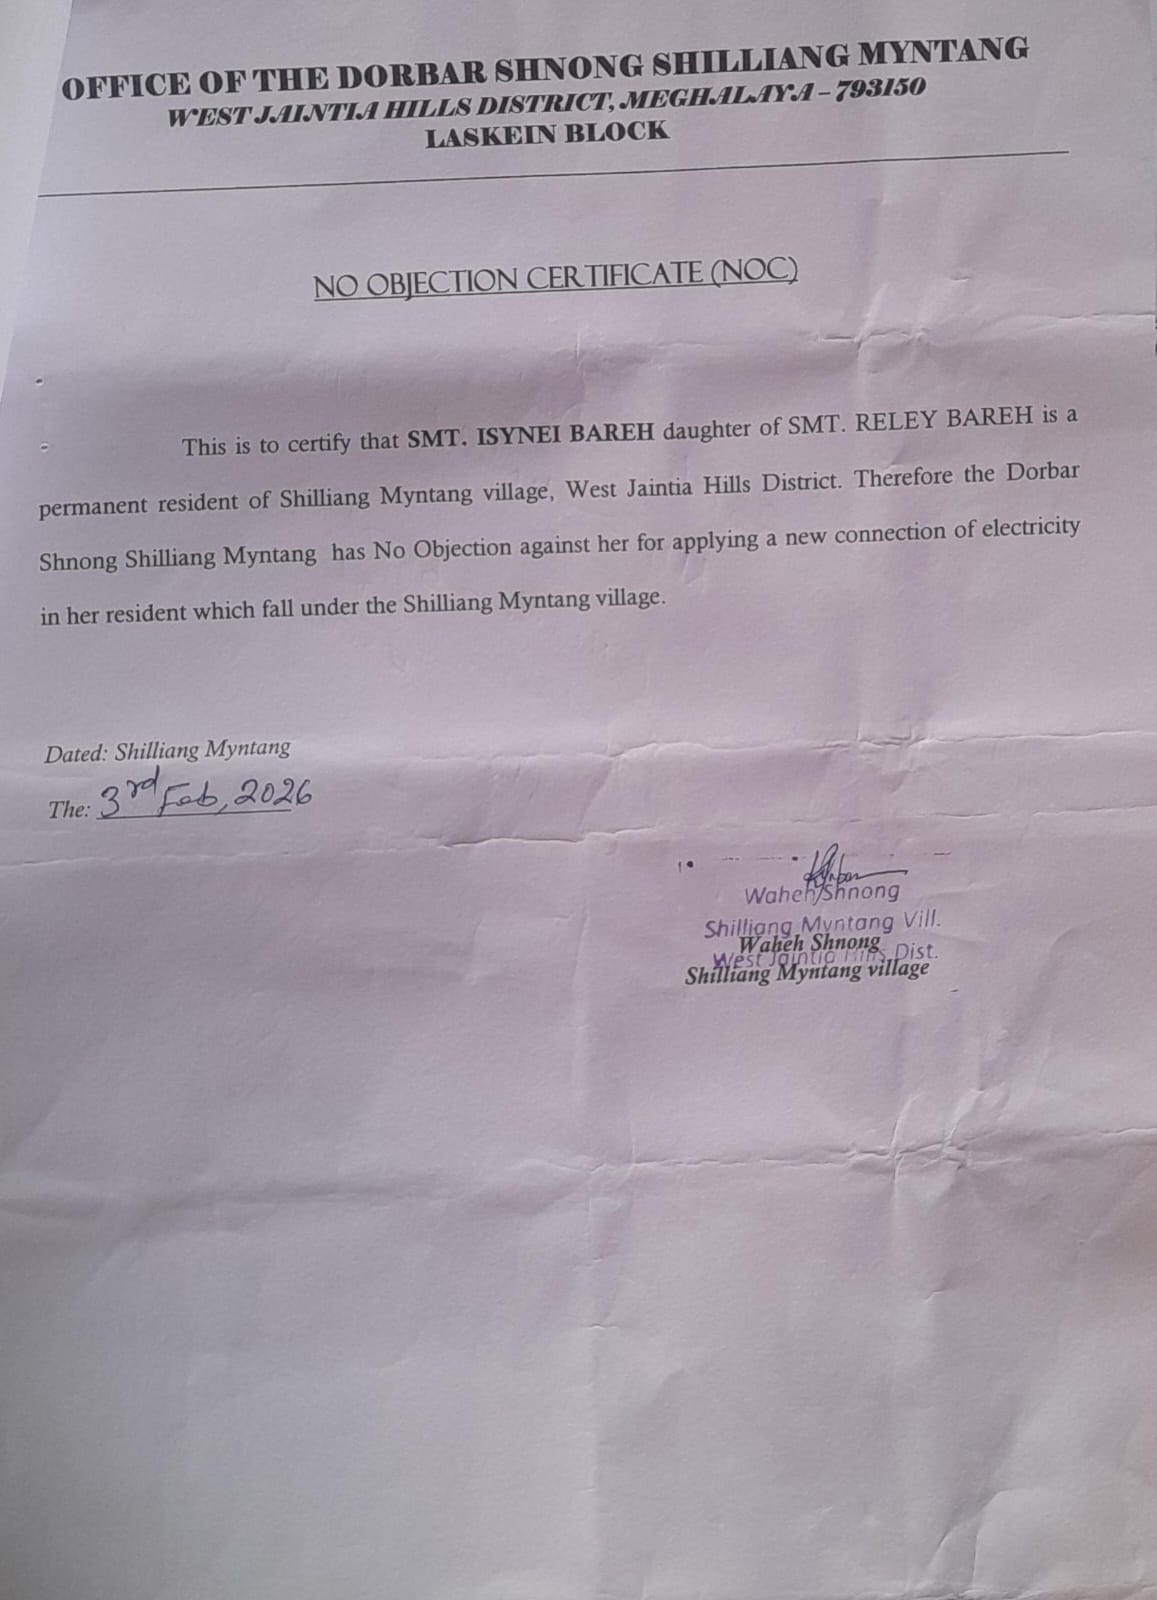 OFFICE OF THE DORBAR SHNONG SHILLIANG MYNTANG
WEST JAINTIA HILLS DISTRICT, MEGHALAYA – 793150
LASKEIN BLOCK
NO OBJECTION CERTIFICATE (NOC)
This is to certify that SMT. ISYNEI BAREH daughter of SMT. RELEY BAREH is a
permanent resident of Shilliang Myntang village, West Jaintia Hills District. Therefore the Dorbar
Shnong Shilliang Myntang has No Objection against her for applying a new connection of electricity
in her resident which fall under the Shilliang Myntang village.
Dated: Shilliang Myntang
The: 3rd Feb, 2026
Waheh Shnong
Shilliang Myntang Vill.
Waheh Shnong
West Jaintia Hills Dist.
Shilliang Myntang village